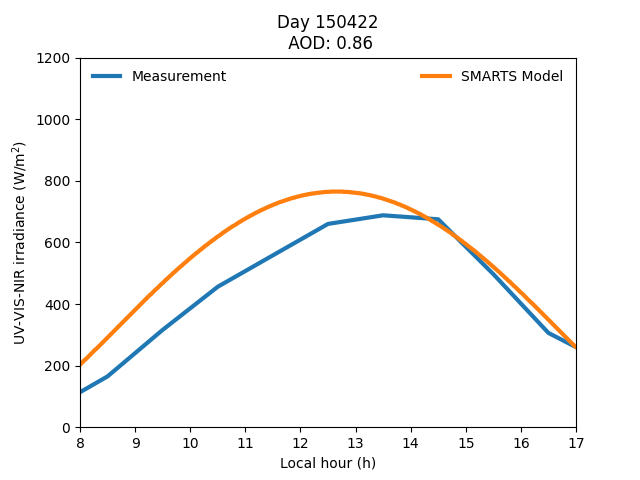 Day 150422
AOD: 0.86
Measurement
SMARTS Model
1200
1000
800
600
400
200
0
UV-VIS-NIR irradiance (W/m²)
8 9 10 11 12 13 14 15 16 17
Local hour (h)